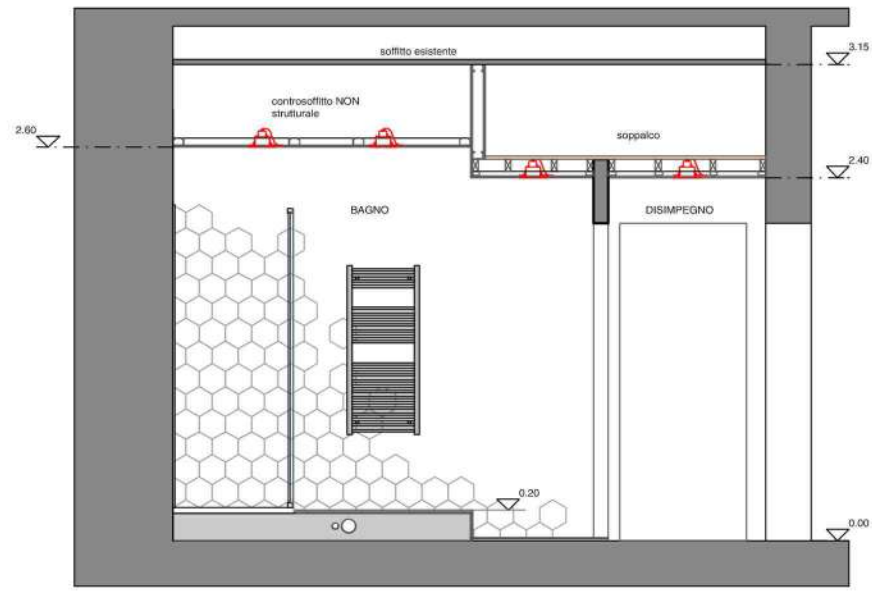 soffitto esistente
3.15
controsoffitto NON
strutturale
2.60
soppalco
2.40
BAGNO
DISIMPEGNO
0.20
0.00